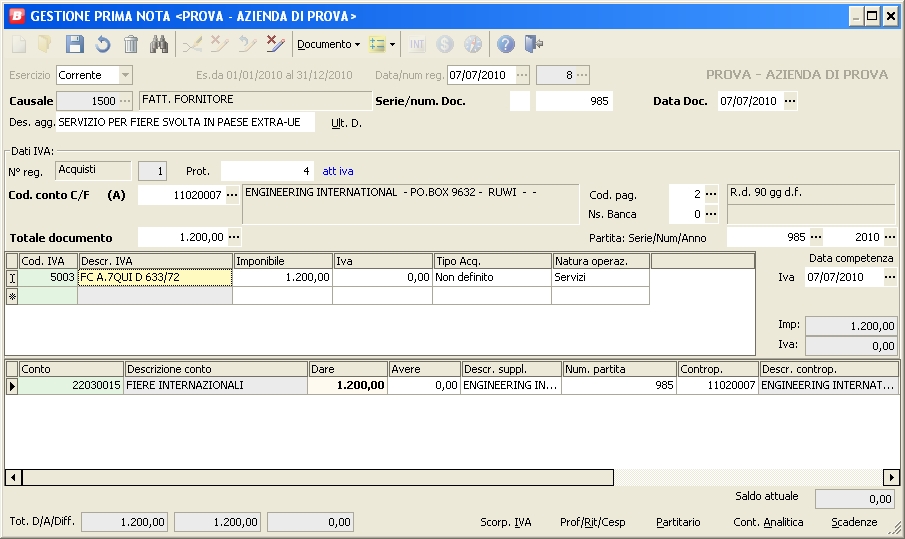 B GESTIONE PRIMA NOTA <PROVA - AZIENDA DI PROVA>
Documento INT $ ?
Esercizio Corrente Es.da 01/01/2010 al 31/12/2010 Data/num reg. 07/07/2010 ... 8 ... PROVA - AZIENDA DI PROVA
Causale 1500 ... FATT. FORNITORE Serie/num. Doc. 985 Data Doc. 07/07/2010 ...
Des. agg. SERVIZIO PER FIERE SVOLTA IN PAESE EXTRA-UE Ult. D.
Dati IVA:
N° reg. Acquisti 1 Prot. 4 att iva
Cod. conto C/F (A) 11020007 ... ENGINEERING INTERNATIONAL - PO.BOX 9632 - RUWI - - Cod. pag. 2 ... R.d. 90 gg d.f.
Ns. Banca 0 ...
Totale documento 1.200,00 ... Partita: Serie/Num/Anno 985 ... 2010 ...
Cod. IVA Descr. IVA Imponibile Iva Tipo Acq. Natura operaz. Data competenza
5003 FC A.7QUI D 633/72 1.200,00 0,00 Non definito Servizi Iva 07/07/2010 ...
Imp: 1.200,00
Iva: 0,00
Conto Descrizione conto Dare Avere Descr. suppl. Num. partita Controp. Descr. controp.
22030015 FIERE INTERNAZIONALI 1.200,00 0,00 ENGINEERING IN... 985 11020007 ENGINEERING INTERNAT...
Saldo attuale 0,00
Tot. D/A/Diff. 1.200,00 1.200,00 0,00 Scorp. IVA Prof/Rit/Cesp Partitario Cont. Analitica Scadenze